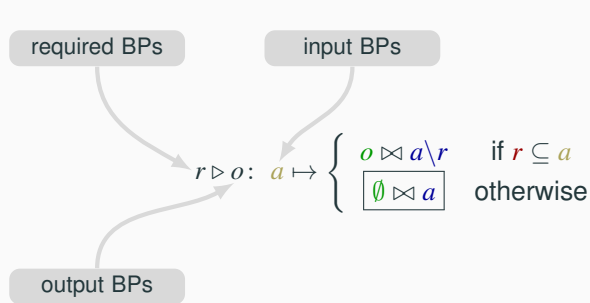 required BPs
input BPs
r ▷ o: a ↦ { o ⋈ a\r if r ⊆ a
∅ ⋈ a otherwise
output BPs